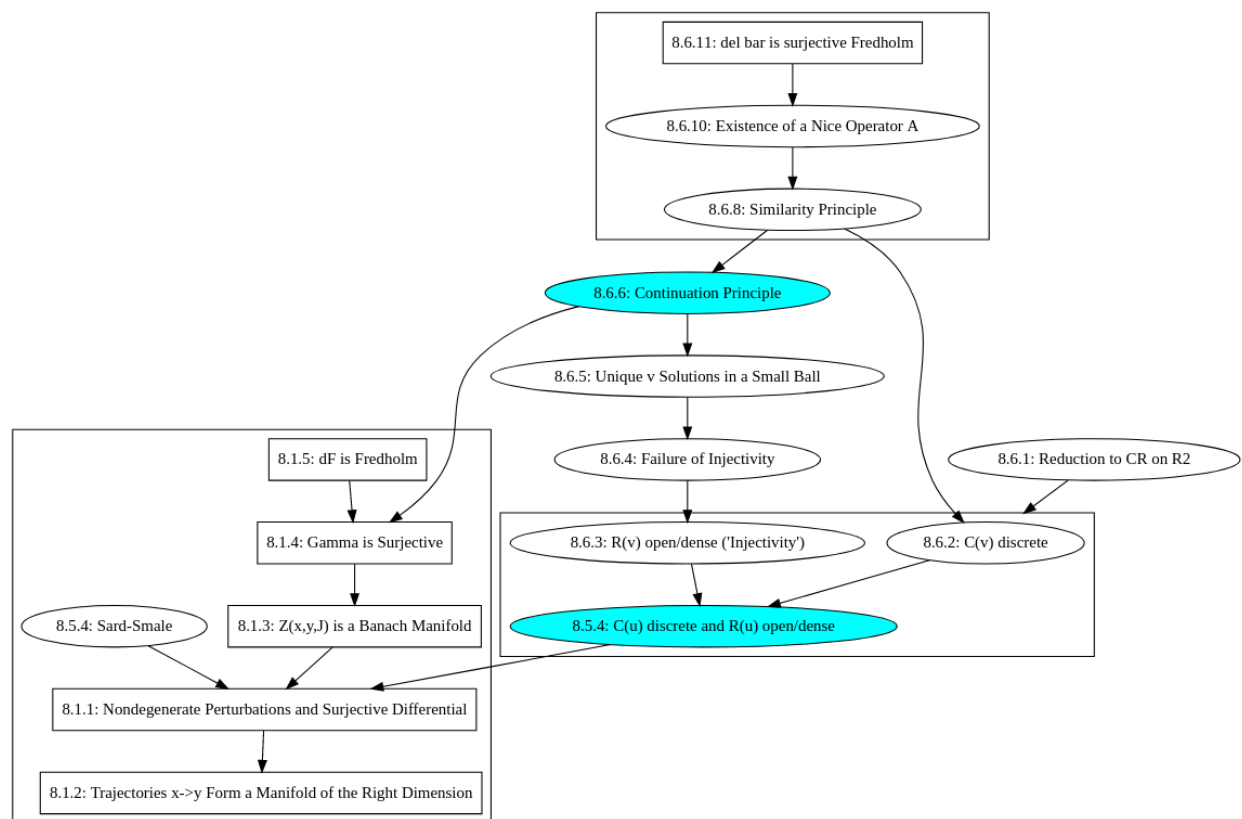 8.6.11: del bar is surjective Fredholm
8.6.10: Existence of a Nice Operator A
8.6.8: Similarity Principle
8.6.6: Continuation Principle
8.6.5: Unique v Solutions in a Small Ball
8.1.5: dF is Fredholm
8.6.4: Failure of Injectivity
8.6.1: Reduction to CR on R2
8.1.4: Gamma is Surjective
8.6.3: R(v) open/dense ('Injectivity')
8.6.2: C(v) discrete
8.5.4: Sard-Smale
8.1.3: Z(x,y,J) is a Banach Manifold
8.5.4: C(u) discrete and R(u) open/dense
8.1.1: Nondegenerate Perturbations and Surjective Differential
8.1.2: Trajectories x->y Form a Manifold of the Right Dimension